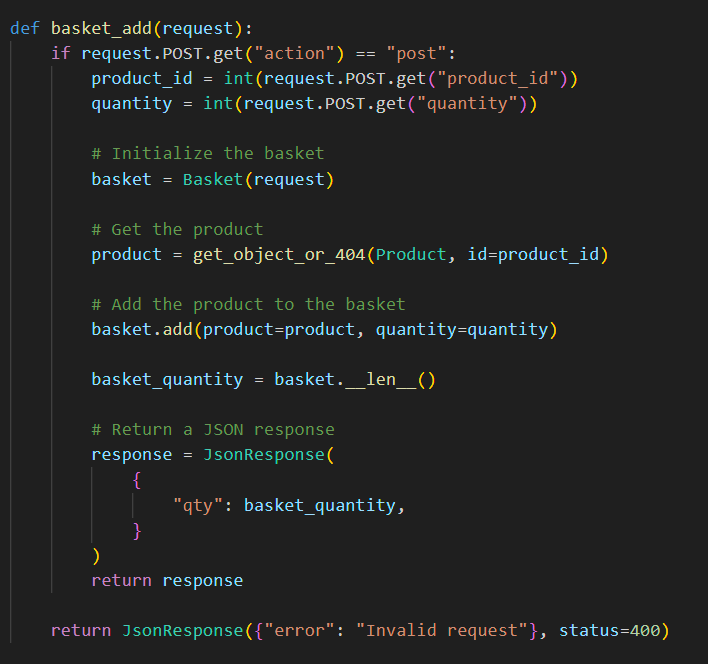 def basket_add(request):
    if request.POST.get("action") == "post":
        product_id = int(request.POST.get("product_id"))
        quantity = int(request.POST.get("quantity"))

        # Initialize the basket
        basket = Basket(request)

        # Get the product
        product = get_object_or_404(Product, id=product_id)

        # Add the product to the basket
        basket.add(product=product, quantity=quantity)

        basket_quantity = basket.__len__()

        # Return a JSON response
        response = JsonResponse(
            {
                "qty": basket_quantity,
            }
        )
        return response

    return JsonResponse({"error": "Invalid request"}, status=400)